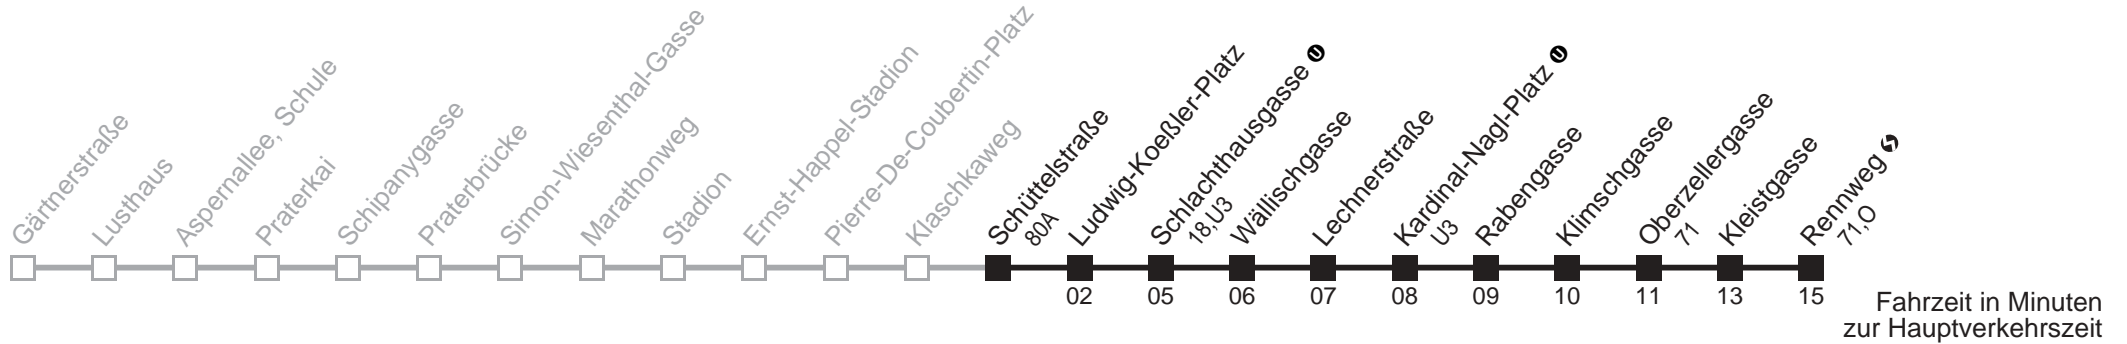 Gärtnerstraße
Lusthaus
Aspernallee, Schule
Praterkai
Schipanygasse
Praterbrücke
Simon-Wiesenthal-Gasse
Marathonweg
Stadion
Ernst-Happel-Stadion
Pierre-De-Coubertin-Platz
Klaschkaweg
Schüttelstraße
80A
Ludwig-Koeßler-Platz
Schlachthausgasse U
18,U3
Wällischgasse
Lechnerstraße
Kardinal-Nagl-Platz U
U3
Rabengasse
Klimschgasse
Oberzellergasse
71
Kleistgasse
Rennweg
71,O
02 05 06 07 08 09 10 11 13 15
Fahrzeit in Minuten
zur Hauptverkehrszeit